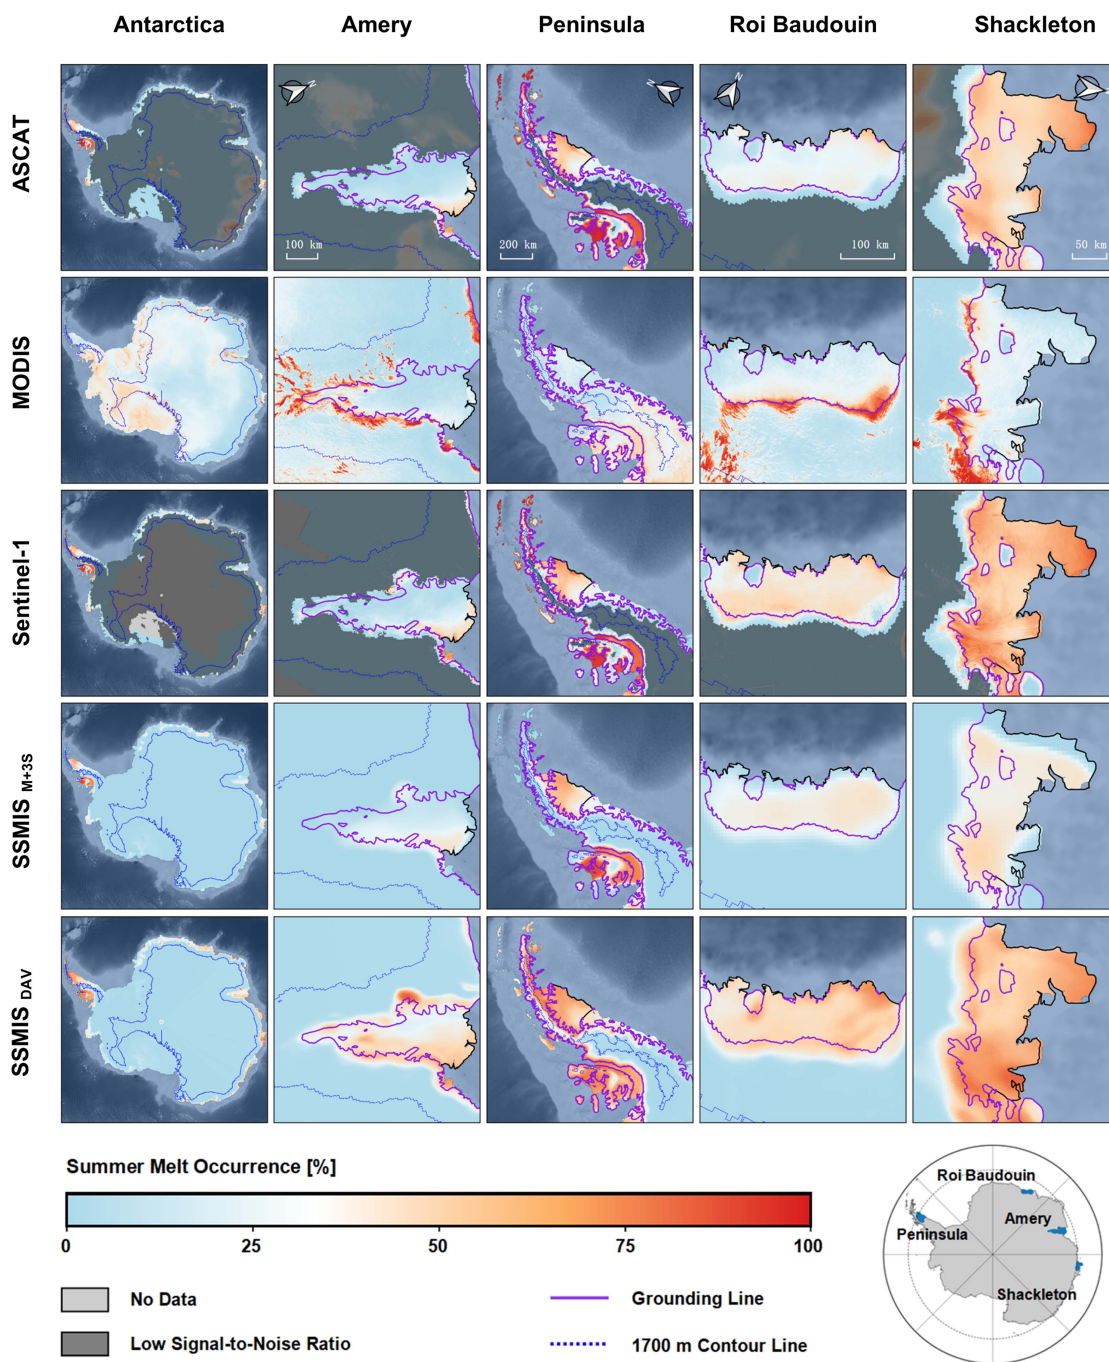 Antarctica Amery Peninsula Roi Baudouin Shackleton
ASCAT
N N N N
100 km 200 km 100 km 50 km
MODIS
Sentinel-1
SSMIS M+3S
SSMIS DAV
Summer Melt Occurrence [%]
0 25 50 75 100
No Data
Grounding Line
Low Signal-to-Noise Ratio
1700 m Contour Line
Roi Baudouin
Amery
Peninsula
Shackleton